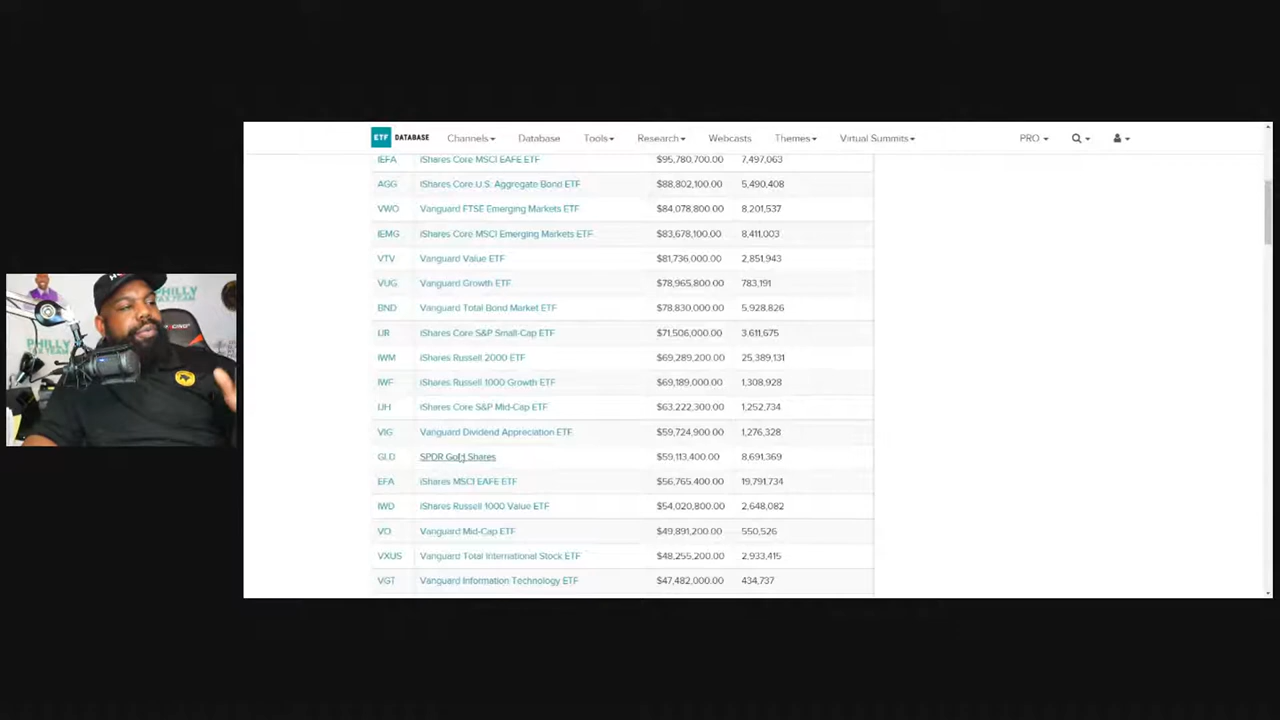 ETF DATABASE Channels Database Tools Research Webcasts Themes Virtual Summits PRO
IEFA iShares Core MSCI EAFE ETF $95,780,700.00 7,497,063
AGG iShares Core U.S. Aggregate Bond ETF $88,802,100.00 5,490,408
VWO Vanguard FTSE Emerging Markets ETF $84,078,800.00 8,201,537
IEMG iShares Core MSCI Emerging Markets ETF $83,678,100.00 8,411,003
VTV Vanguard Value ETF $81,736,000.00 2,851,943
VUG Vanguard Growth ETF $78,965,800.00 783,191
BND Vanguard Total Bond Market ETF $78,830,000.00 5,928,826
IJR iShares Core S&P Small-Cap ETF $71,506,000.00 3,611,675
IWM iShares Russell 2000 ETF $69,289,200.00 25,389,131
IWF iShares Russell 1000 Growth ETF $69,189,000.00 1,308,928
IJH iShares Core S&P Mid-Cap ETF $63,222,300.00 1,252,734
VIG Vanguard Dividend Appreciation ETF $59,724,900.00 1,276,328
GLD SPDR Gold Shares $59,113,400.00 8,691,369
EFA iShares MSCI EAFE ETF $56,765,400.00 19,791,734
IWD iShares Russell 1000 Value ETF $54,020,800.00 2,648,082
VO Vanguard Mid-Cap ETF $49,891,200.00 550,526
VXUS Vanguard Total International Stock ETF $48,255,200.00 2,933,415
VGT Vanguard Information Technology ETF $47,482,000.00 434,737
PHILLY
TEAM
PHILLY
TEAM